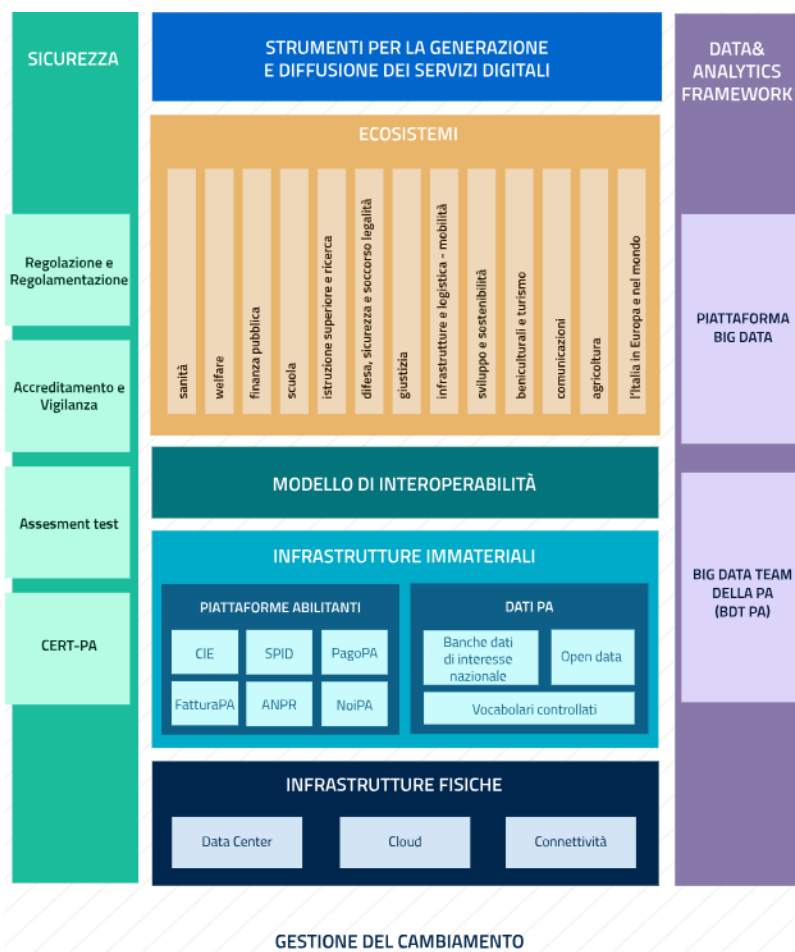 SICUREZZA
Regolazione e
Regolamentazione
Accreditamento e
Vigilanza
Assesment test
CERT-PA
STRUMENTI PER LA GENERAZIONE
E DIFFUSIONE DEI SERVIZI DIGITALI
ECOSISTEMI
sanità
welfare
finanza pubblica
scuola
istruzione superiore e ricerca
difesa, sicurezza e soccorso legalità
giustizia
infrastrutture e logistica - mobilità
sviluppo e sostenibilità
beniculturali e turismo
comunicazioni
agricoltura
l'Italia in Europa e nel mondo
MODELLO DI INTEROPERABILITÀ
INFRASTRUTTURE IMMATERIALI
PIATTAFORME ABILITANTI
CIE
SPID
PagoPA
FatturaPA
ANPR
NoiPA
DATI PA
Banche dati
di interesse
nazionale
Open data
Vocabolari controllati
INFRASTRUTTURE FISICHE
Data Center
Cloud
Connettività
DATA&
ANALYTICS
FRAMEWORK
PIATTAFORMA
BIG DATA
BIG DATA TEAM
DELLA PA
(BDT PA)
GESTIONE DEL CAMBIAMENTO